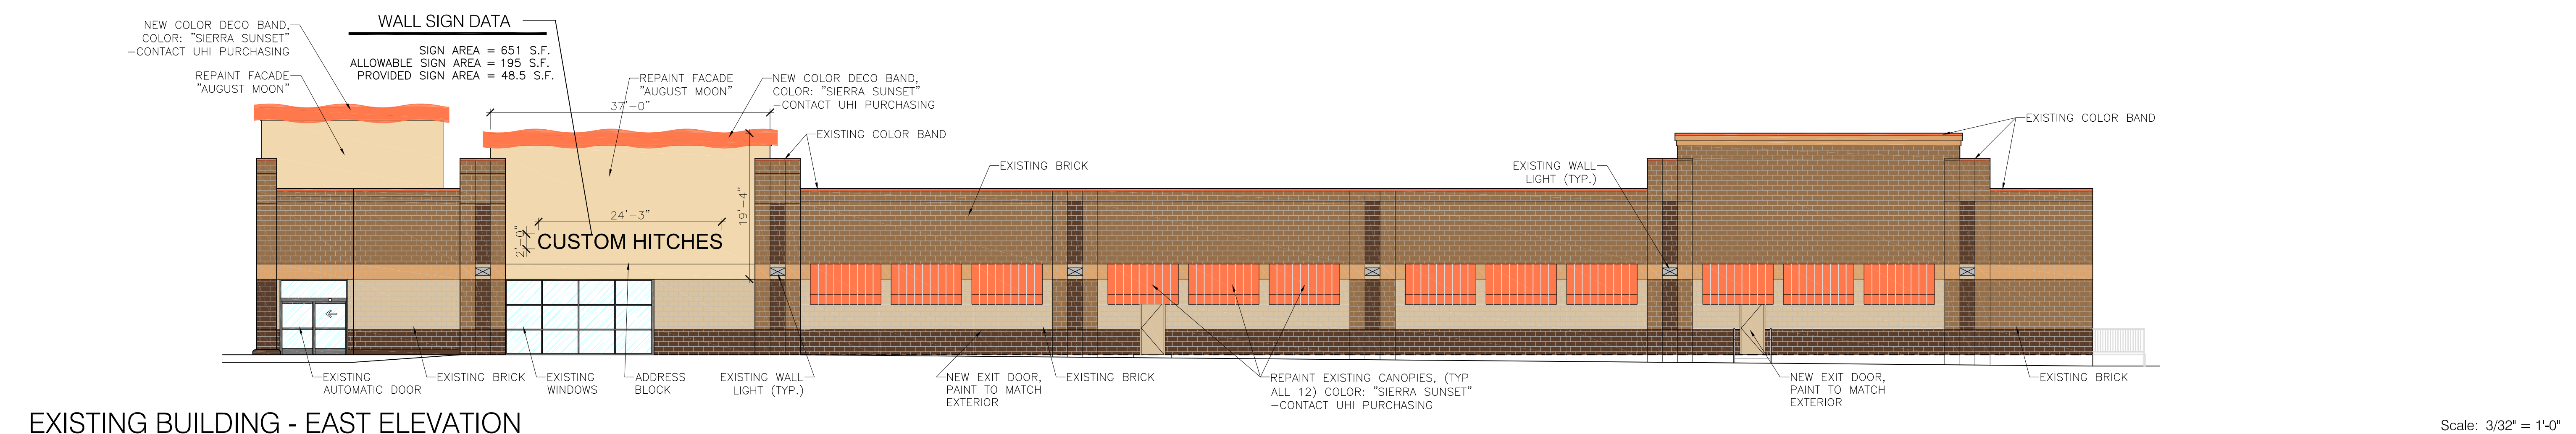 NEW COLOR DECO BAND,
COLOR: "SIERRA SUNSET"
-CONTACT UHI PURCHASING
REPAINT FACADE
"AUGUST MOON"
WALL SIGN DATA
SIGN AREA = 651 S.F.
ALLOWABLE SIGN AREA = 195 S.F.
PROVIDED SIGN AREA = 48.5 S.F.
REPAINT FACADE
"AUGUST MOON"
37'-0"
NEW COLOR DECO BAND,
COLOR: "SIERRA SUNSET"
-CONTACT UHI PURCHASING
EXISTING COLOR BAND
EXISTING BRICK
EXISTING WALL
LIGHT (TYP.)
EXISTING COLOR BAND
19'-4"
24'-3"
2'-0"
CUSTOM HITCHES
EXISTING
AUTOMATIC DOOR
EXISTING BRICK
EXISTING
WINDOWS
ADDRESS
BLOCK
EXISTING WALL
LIGHT (TYP.)
NEW EXIT DOOR,
PAINT TO MATCH
EXTERIOR
EXISTING BRICK
REPAINT EXISTING CANOPIES, (TYP
ALL 12) COLOR: "SIERRA SUNSET"
-CONTACT UHI PURCHASING
NEW EXIT DOOR,
PAINT TO MATCH
EXTERIOR
EXISTING BRICK
EXISTING BUILDING - EAST ELEVATION
Scale: 3/32" = 1'-0"